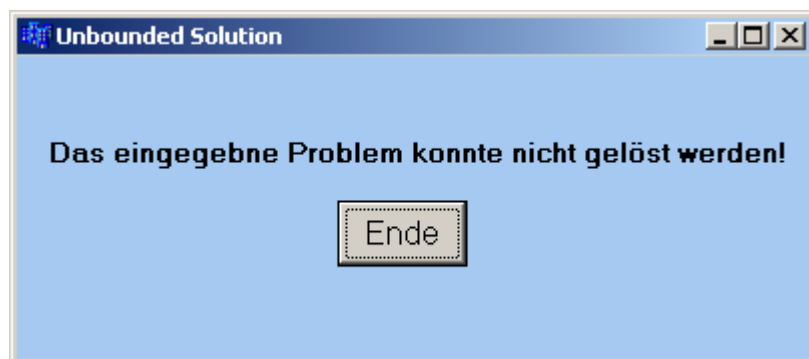 Unbounded Solution
Das eingegebne Problem konnte nicht gelöst werden!
Ende